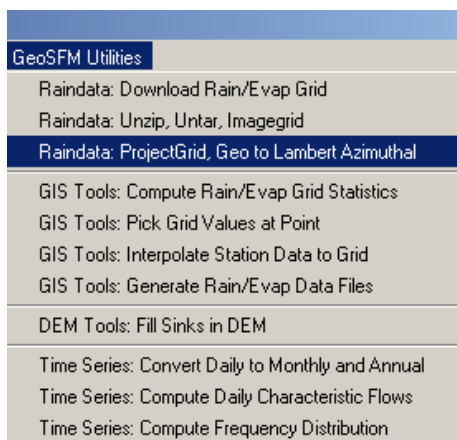 GeoSFM Utilities
Raindata: Download Rain/Evap Grid
Raindata: Unzip, Untar, Imagegrid
Raindata: ProjectGrid, Geo to Lambert Azimuthal
GIS Tools: Compute Rain/Evap Grid Statistics
GIS Tools: Pick Grid Values at Point
GIS Tools: Interpolate Station Data to Grid
GIS Tools: Generate Rain/Evap Data Files
DEM Tools: Fill Sinks in DEM
Time Series: Convert Daily to Monthly and Annual
Time Series: Compute Daily Characteristic Flows
Time Series: Compute Frequency Distribution